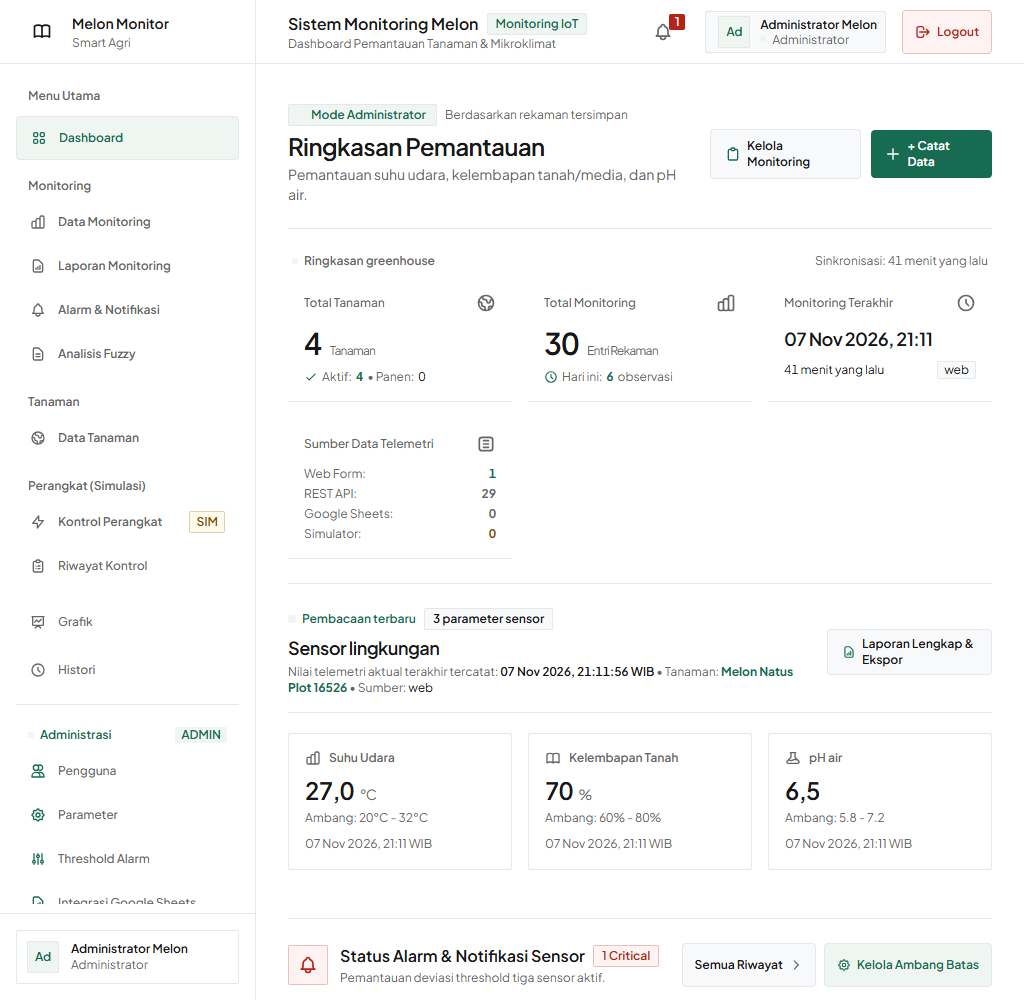 Melon Monitor
Smart Agri
Menu Utama
Dashboard
Monitoring
Data Monitoring
Laporan Monitoring
Alarm & Notifikasi
Analisis Fuzzy
Tanaman
Data Tanaman
Perangkat (Simulasi)
Kontrol Perangkat SIM
Riwayat Kontrol
Grafik
Histori
Administrasi ADMIN
Pengguna
Parameter
Threshold Alarm
Integrasi Google Sheets
Ad
Administrator Melon
Administrator
Sistem Monitoring Melon Monitoring IoT
Dashboard Pemantauan Tanaman & Mikroklimat
1
Ad
Administrator Melon
Administrator
Logout
Mode Administrator Berdasarkan rekaman tersimpan
Ringkasan Pemantauan
Pemantauan suhu udara, kelembapan tanah/media, dan pH
air.
Kelola
Monitoring
+ Catat
Data
Ringkasan greenhouse Sinkronisasi: 41 menit yang lalu
Total Tanaman
4 Tanaman
Aktif: 4 • Panen: 0
Total Monitoring
30 Entri Rekaman
Hari ini: 6 observasi
Monitoring Terakhir
07 Nov 2026, 21:11
41 menit yang lalu web
Sumber Data Telemetri
Web Form: 1
REST API: 29
Google Sheets: 0
Simulator: 0
Pembacaan terbaru 3 parameter sensor
Sensor lingkungan
Nilai telemetri aktual terakhir tercatat: 07 Nov 2026, 21:11:56 WIB • Tanaman: Melon Natus
Plot 16526 • Sumber: web
Laporan Lengkap &
Ekspor
Suhu Udara
27,0 °C
Ambang: 20°C - 32°C
07 Nov 2026, 21:11 WIB
Kelembapan Tanah
70 %
Ambang: 60% - 80%
07 Nov 2026, 21:11 WIB
pH air
6,5
Ambang: 5.8 - 7.2
07 Nov 2026, 21:11 WIB
Status Alarm & Notifikasi Sensor 1 Critical
Pemantauan deviasi threshold tiga sensor aktif.
Semua Riwayat
Kelola Ambang Batas